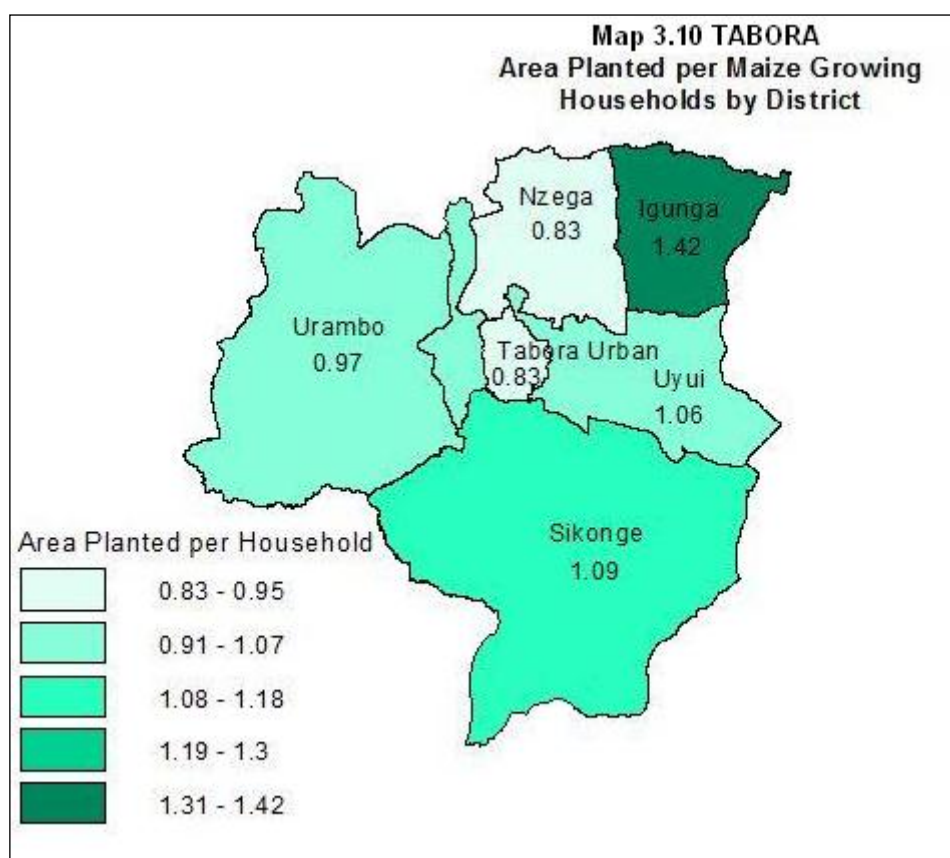 Map 3.10 TABORA
Area Planted per Maize Growing
Households by District
Nzega
0.83
Igunga
1.42
Urambo
0.97
Tabora Urban
0.83
Uyui
1.06
Sikonge
1.09
Area Planted per Household
0.83 - 0.95
0.91 - 1.07
1.08 - 1.18
1.19 - 1.3
1.31 - 1.42